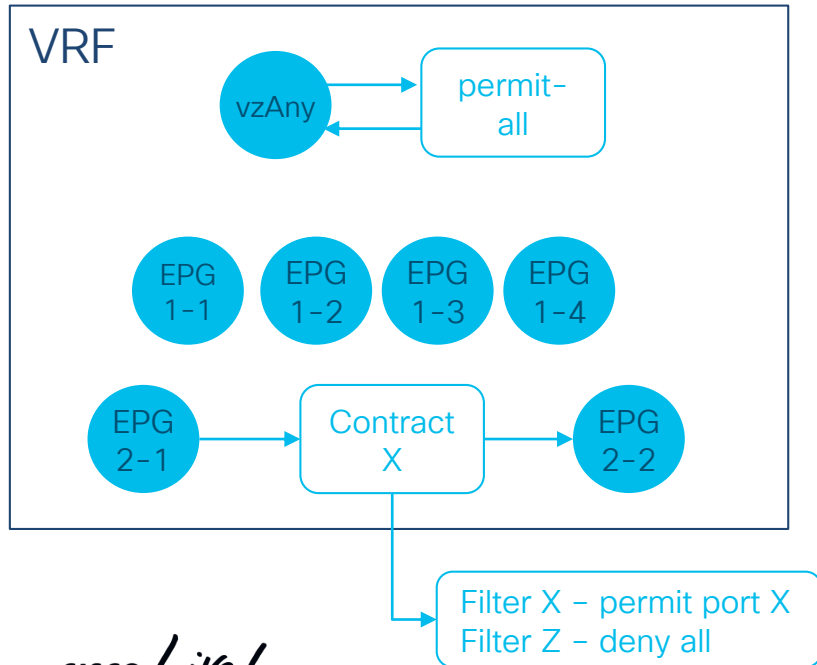 VRF
vzAny
permit-
all
EPG
1-1
EPG
1-2
EPG
1-3
EPG
1-4
EPG
2-1
Contract
X
EPG
2-2
Filter X – permit port X
Filter Z – deny all